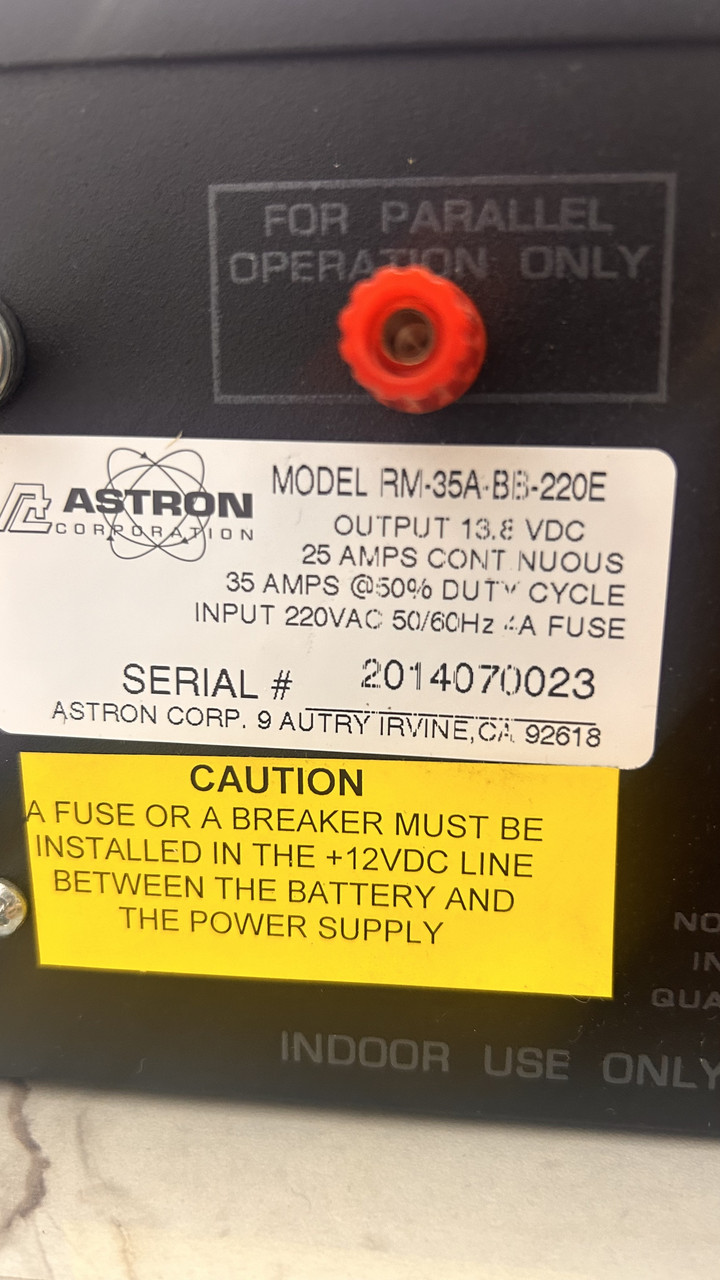 FOR PARALLEL
OPERATION ONLY
ASTRON
CORPORATION
MODEL RM-35A-BB-220E
OUTPUT 13.8 VDC
25 AMPS CONTINUOUS
35 AMPS @50% DUTY CYCLE
INPUT 220VAC 50/60Hz 4A FUSE
SERIAL # 2014070023
ASTRON CORP. 9 AUTRY IRVINE, CA 92618
CAUTION
A FUSE OR A BREAKER MUST BE
INSTALLED IN THE +12VDC LINE
BETWEEN THE BATTERY AND
THE POWER SUPPLY
INDOOR USE ONLY